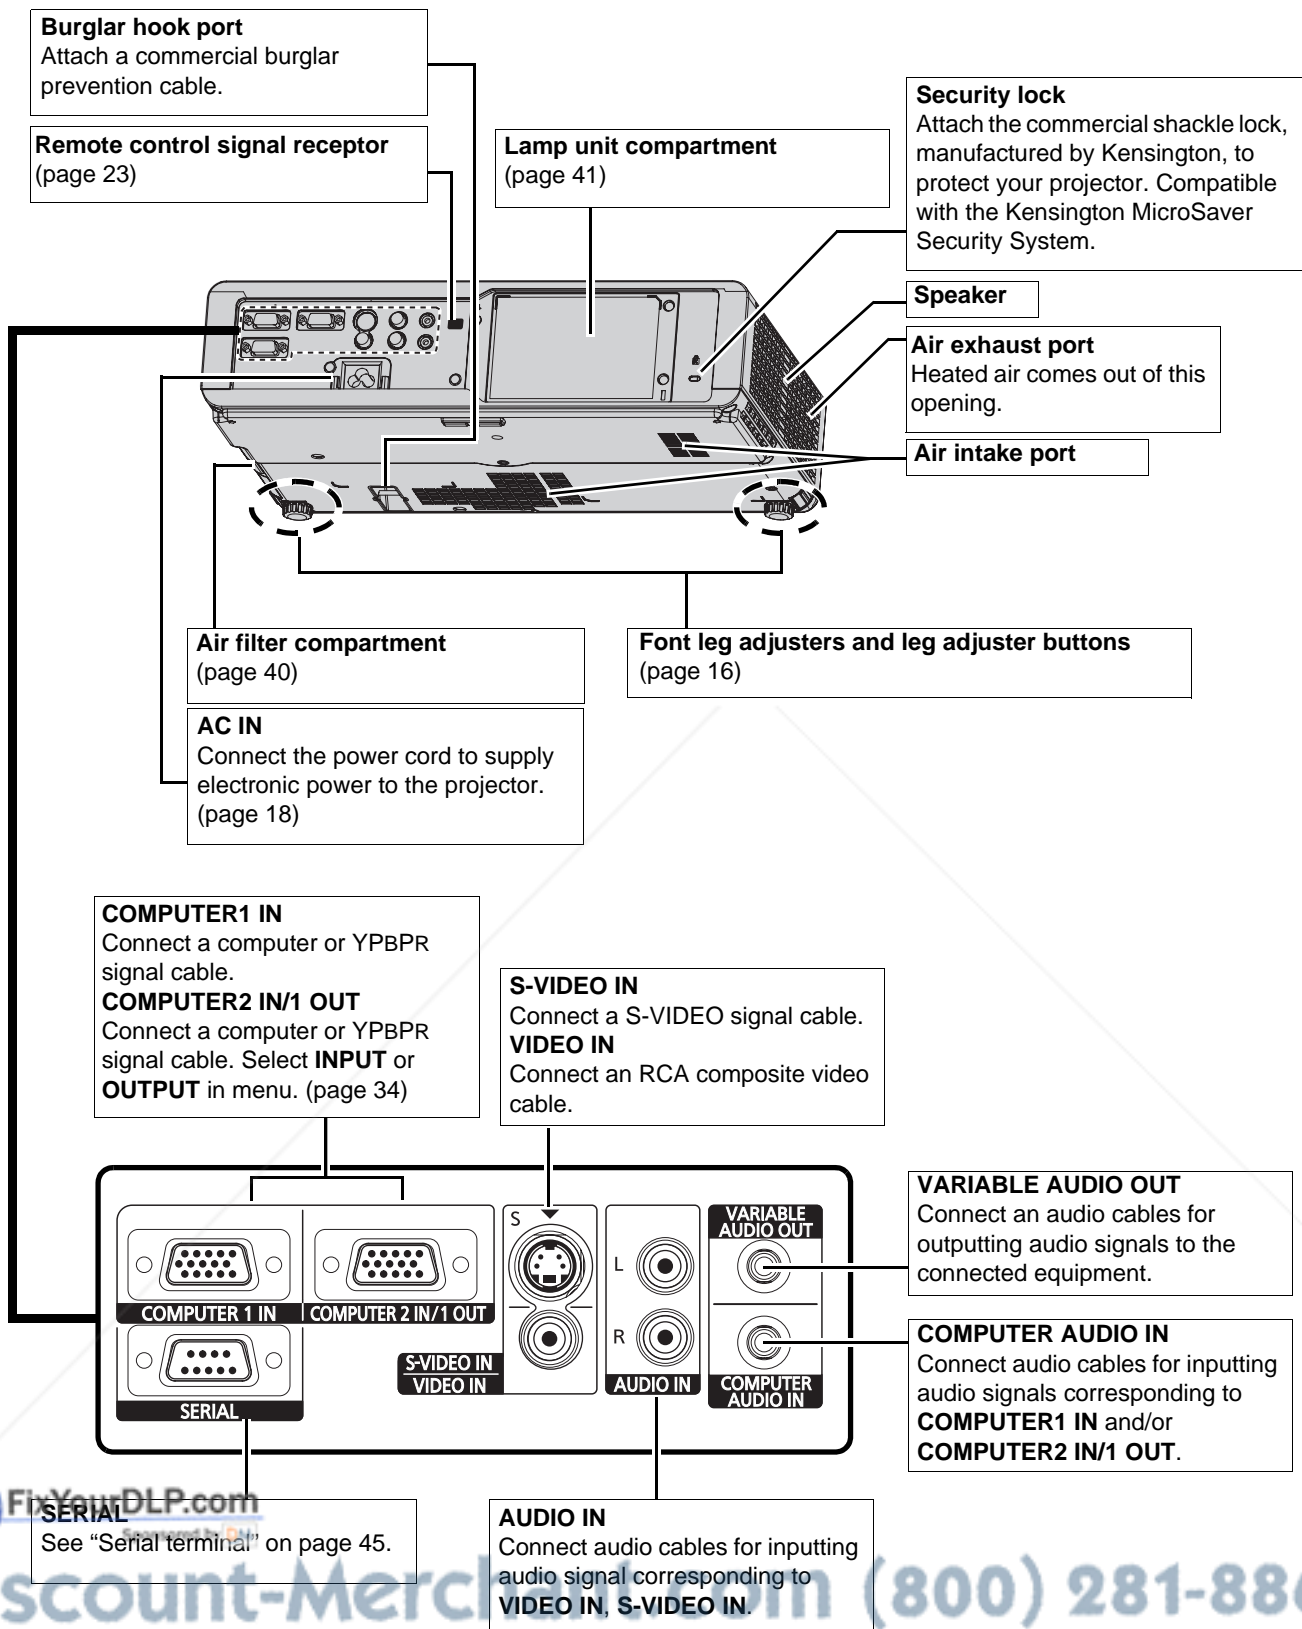 Burglar hook port
Attach a commercial burglar
prevention cable.
Remote control signal receptor
(page 23)
Lamp unit compartment
(page 41)
Security lock
Attach the commercial shackle lock,
manufactured by Kensington, to
protect your projector. Compatible
with the Kensington MicroSaver
Security System.
Speaker
Air exhaust port
Heated air comes out of this
opening.
Air intake port
Air filter compartment
(page 40)
Font leg adjusters and leg adjuster buttons
(page 16)
AC IN
Connect the power cord to supply
electronic power to the projector.
(page 18)
COMPUTER1 IN
Connect a computer or YPBPR
signal cable.
COMPUTER2 IN/1 OUT
Connect a computer or YPBPR
signal cable. Select INPUT or
OUTPUT in menu. (page 34)
S-VIDEO IN
Connect a S-VIDEO signal cable.
VIDEO IN
Connect an RCA composite video
cable.
VARIABLE AUDIO OUT
Connect an audio cables for
outputting audio signals to the
connected equipment.
COMPUTER AUDIO IN
Connect audio cables for inputting
audio signals corresponding to
COMPUTER1 IN and/or
COMPUTER2 IN/1 OUT.
S
L
R
VARIABLE
AUDIO OUT
COMPUTER 1 IN
COMPUTER 2 IN/1 OUT
S-VIDEO IN
VIDEO IN
AUDIO IN
COMPUTER
AUDIO IN
SERIAL
FixYourDLP.com
Sponsored by
SERIAL
See “Serial terminal” on page 45.
AUDIO IN
Connect audio cables for inputting
audio signal corresponding to
VIDEO IN, S-VIDEO IN.
scount-Merchant.com (800) 281-886